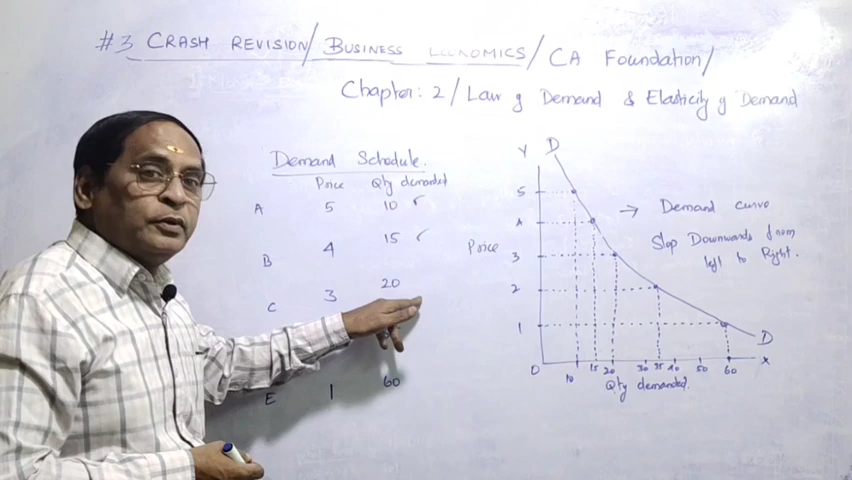 #3 CRASH REVISION/ BUSINESS ECONOMICS/ CA Foundation/
Chapter: 2/ Law of Demand & Elasticity of Demand
Demand Schedule.
Price Qty demanded
A 5 10
B 4 15
C 3 20
E 1 60
Y
D
5
4
3
2
1
Price
0
10 15 20 30 35 40 50 60
X
D
Qty demanded.
→ Demand curve
Slop Downwards from
left to Right.